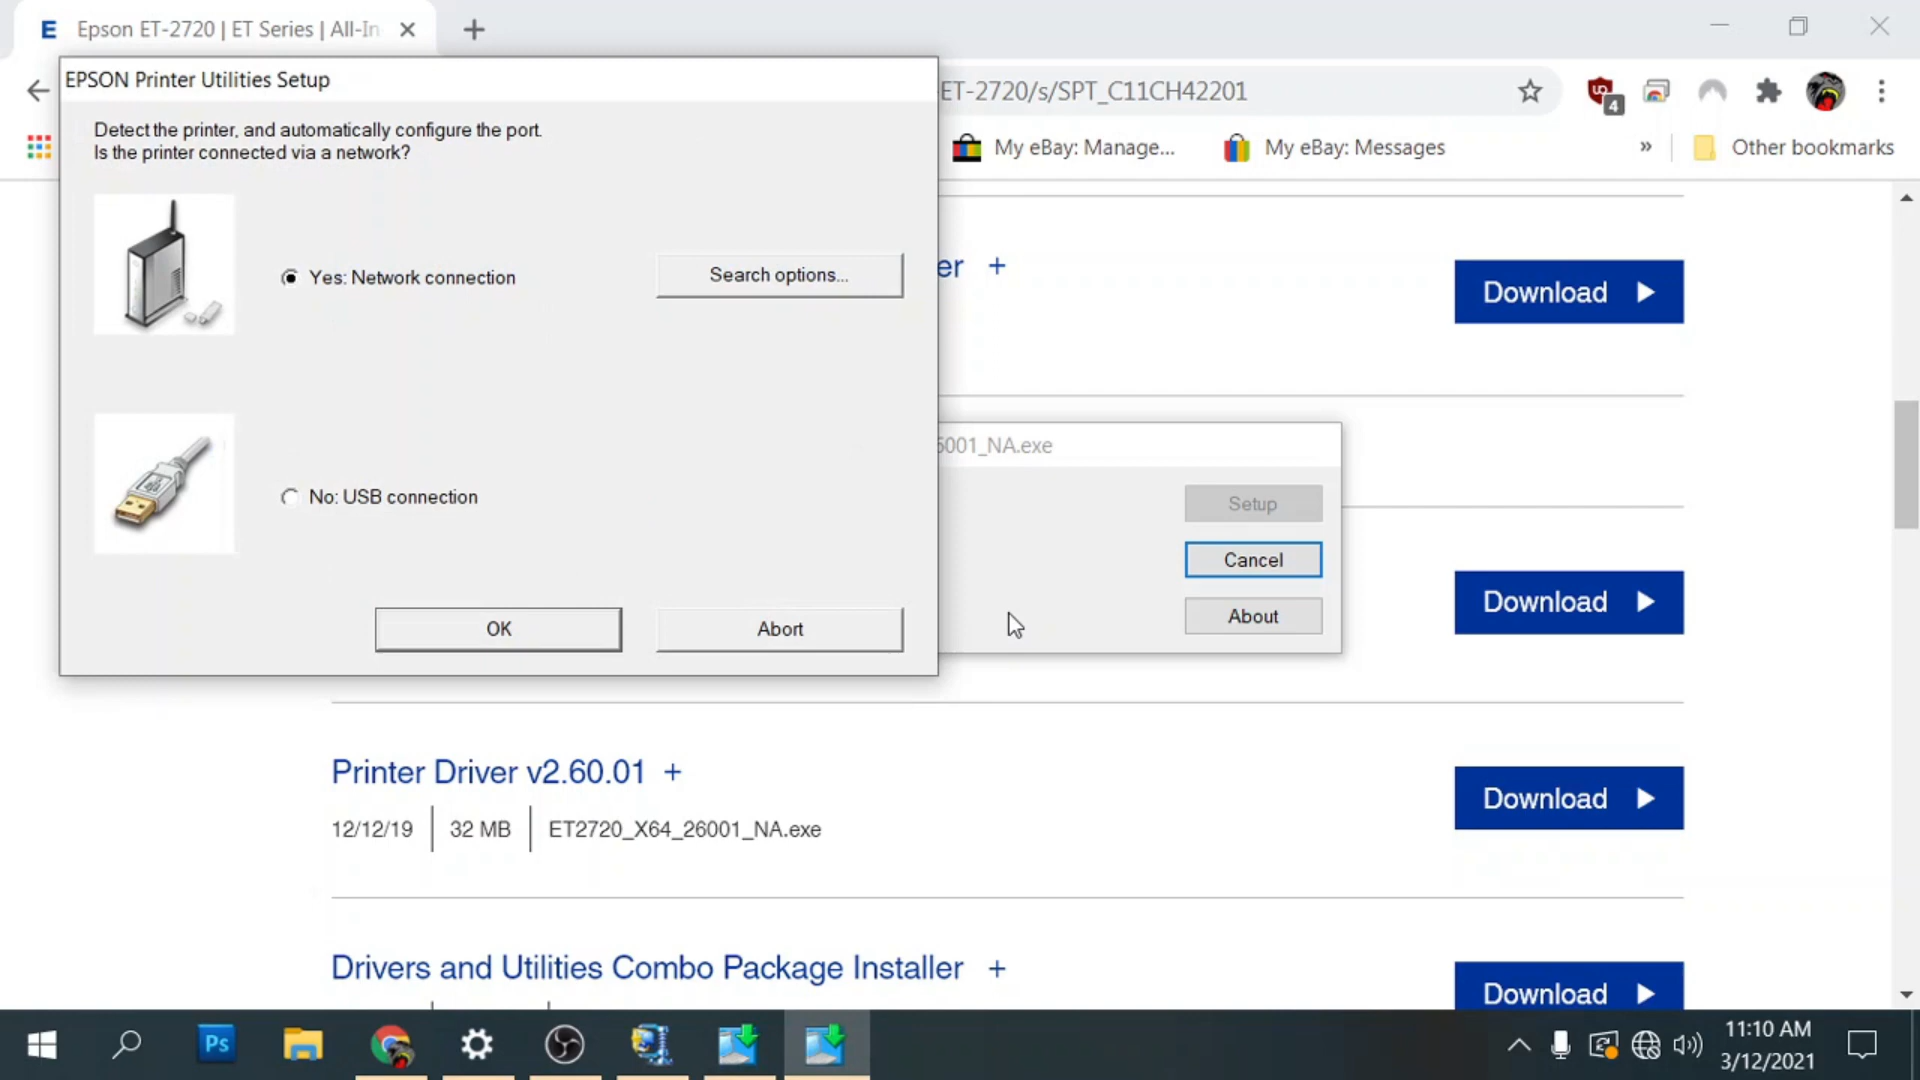 Epson ET-2720 | ET Series | All-In
EPSON Printer Utilities Setup
ET-2720/s/SPT_C11CH42201
4
My eBay: Manage...
My eBay: Messages
»
Other bookmarks
Detect the printer, and automatically configure the port.
Is the printer connected via a network?
Yes: Network connection
Search options...
er +
Download
6001_NA.exe
No: USB connection
Setup
Cancel
OK
Abort
About
Download
Printer Driver v2.60.01 +
12/12/19 | 32 MB | ET2720_X64_26001_NA.exe
Download
Drivers and Utilities Combo Package Installer +
Download
Ps
11:10 AM
3/12/2021